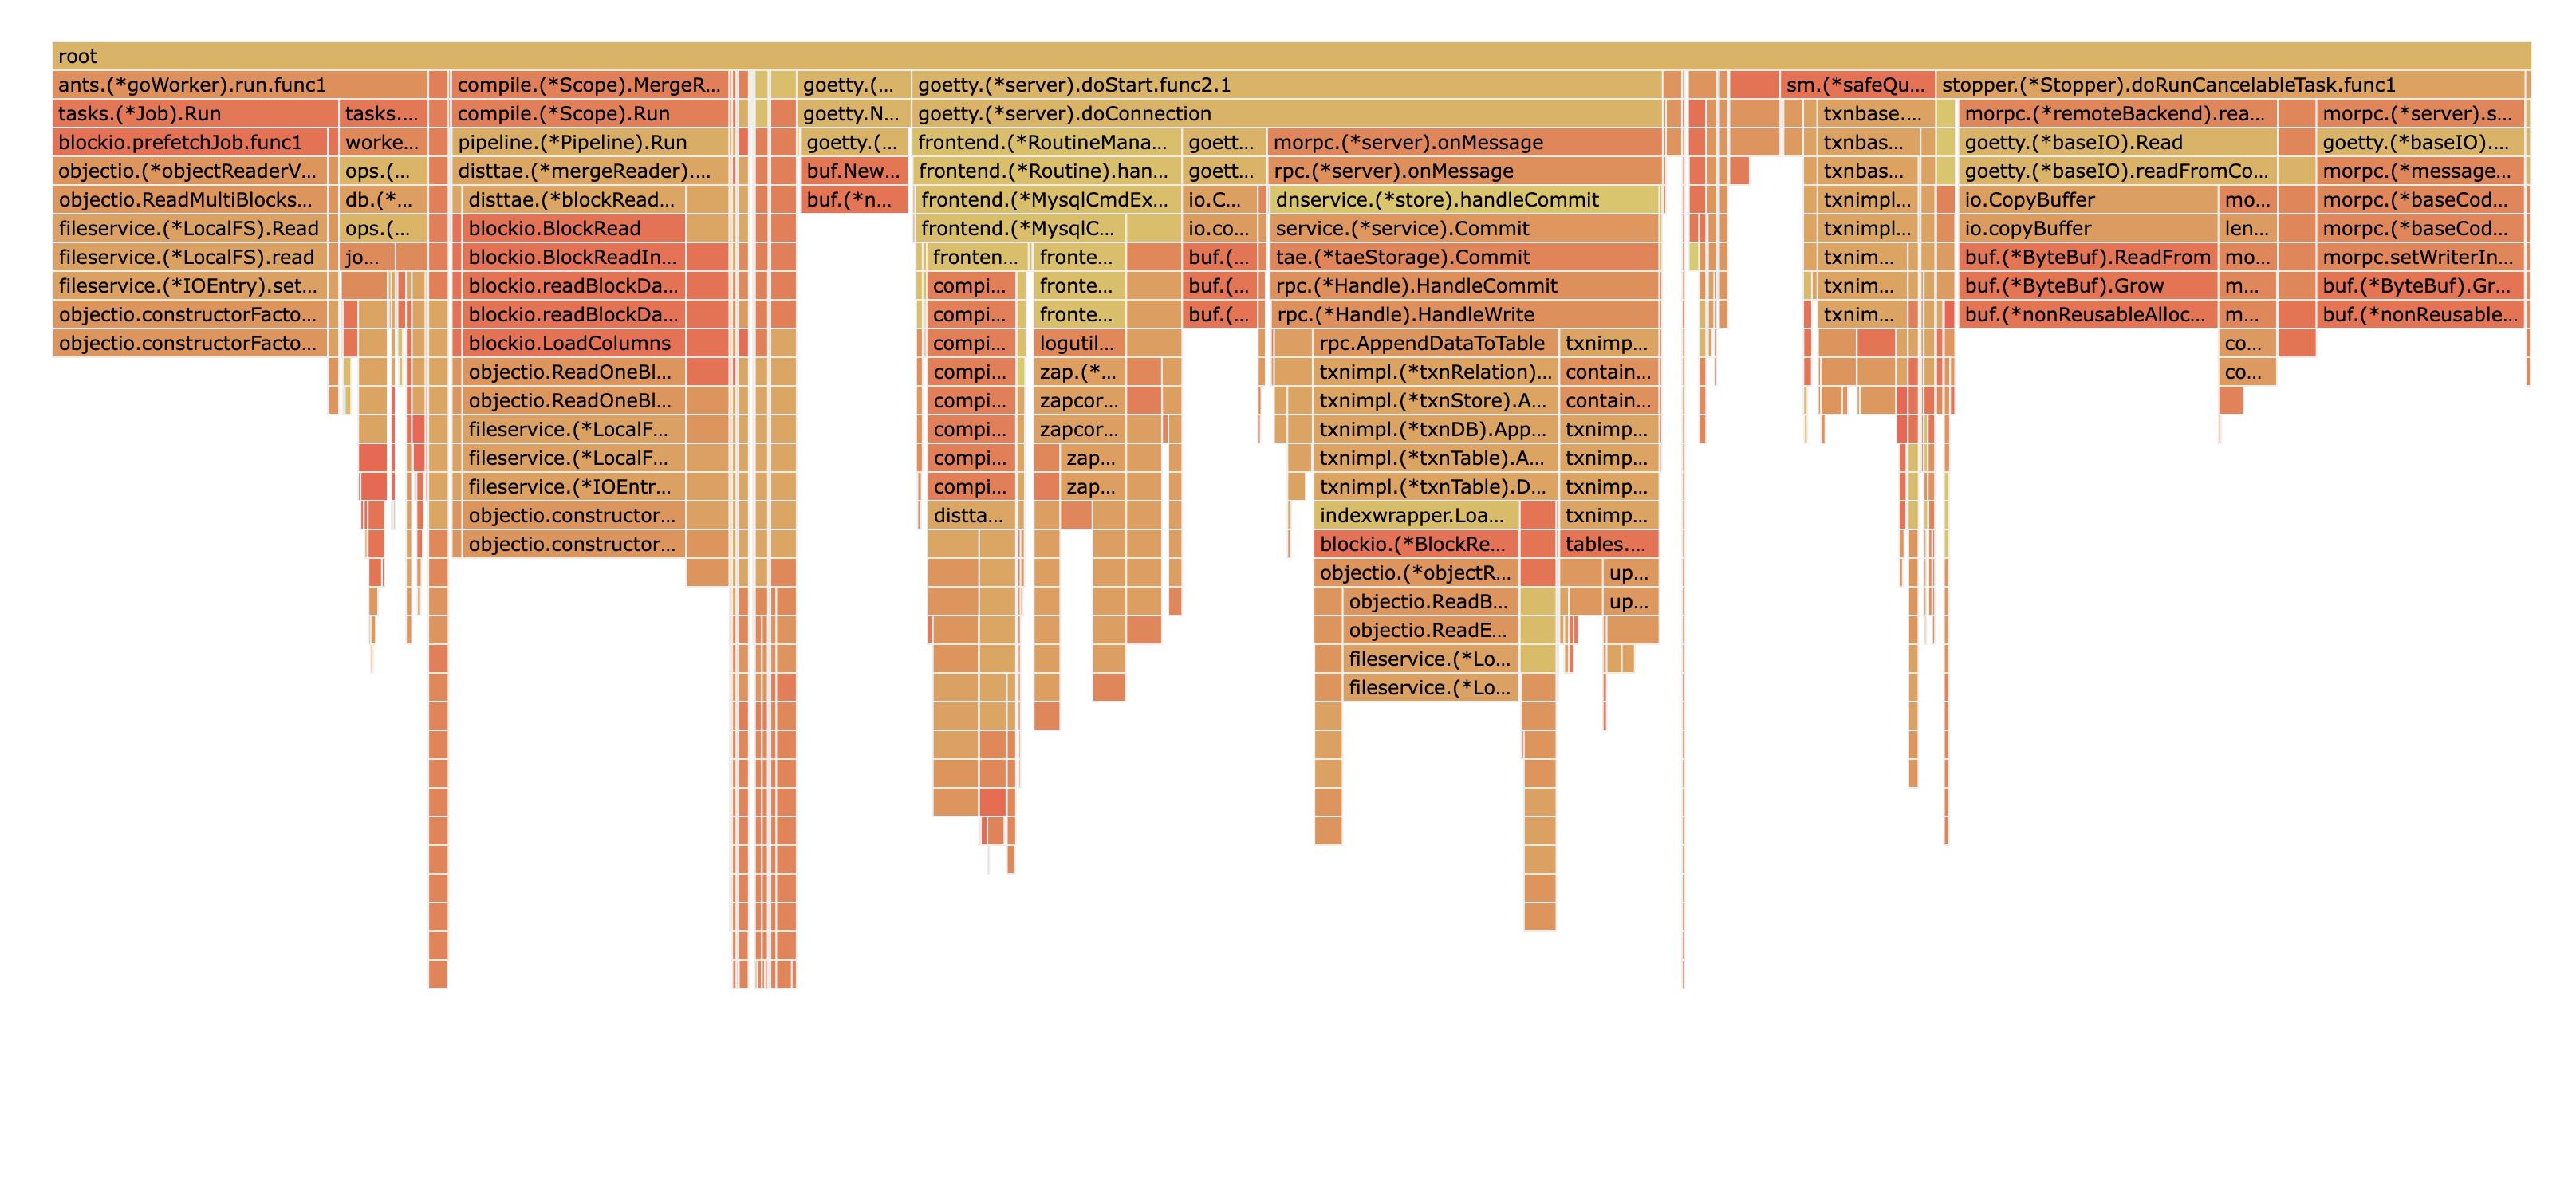 root
ants.(*goWorker).run.func1 compile.(*Scope).MergeR... goetty.(... goetty.(*server).doStart.func2.1 sm.(*safeQu... stopper.(*Stopper).doRunCancelableTask.func1
tasks.(*Job).Run tasks.... compile.(*Scope).Run goetty.N... goetty.(*server).doConnection txnbase.... morpc.(*remoteBackend).rea... morpc.(*server).s...
blockio.prefetchJob.func1 worke... pipeline.(*Pipeline).Run goetty.(... frontend.(*RoutineMana... goett... morpc.(*server).onMessage txnbas... goetty.(*baseIO).Read goetty.(*baseIO)....
objectio.(*objectReaderV... ops.(... disttae.(*mergeReader).... buf.New... frontend.(*Routine).han... goett... rpc.(*server).onMessage txnbas... goetty.(*baseIO).readFromCo... morpc.(*message...
objectio.ReadMultiBlocks... db.(*... disttae.(*blockRead... buf.(*n... frontend.(*MysqlCmdEx... io.C... dnservice.(*store).handleCommit txnimpl... io.CopyBuffer mo... morpc.(*baseCod...
fileservice.(*LocalFS).Read ops.(... blockio.BlockRead frontend.(*MysqlC... io.co... service.(*service).Commit txnimpl... io.copyBuffer len... morpc.(*baseCod...
fileservice.(*LocalFS).read jo... blockio.BlockReadIn... fronten... fronte... buf.(... tae.(*taeStorage).Commit txnim... buf.(*ByteBuf).ReadFrom mo... morpc.setWriterIn...
fileservice.(*IOEntry).set... blockio.readBlockDa... compi... fronte... buf.(... rpc.(*Handle).HandleCommit txnim... buf.(*ByteBuf).Grow m... buf.(*ByteBuf).Gr...
objectio.constructorFacto... blockio.readBlockDa... compi... fronte... buf.(... rpc.(*Handle).HandleWrite txnim... buf.(*nonReusableAlloc... m... buf.(*nonReusable...
objectio.constructorFacto... blockio.LoadColumns compi... logutil... rpc.AppendDataToTable txnimp... co...
objectio.ReadOneBl... compi... zap.(*... txnimpl.(*txnRelation)... contain... co...
objectio.ReadOneBl... compi... zapcor... txnimpl.(*txnStore).A... contain...
fileservice.(*LocalF... compi... zapcor... txnimpl.(*txnDB).App... txnimp...
fileservice.(*LocalF... compi... zap... txnimpl.(*txnTable).A... txnimp...
fileservice.(*IOEntr... compi... zap... txnimpl.(*txnTable).D... txnimp...
objectio.constructor... distta... indexwrapper.Loa... txnimp...
objectio.constructor... blockio.(*BlockRe... tables....
objectio.(*objectR... up...
objectio.ReadB... up...
objectio.ReadE...
fileservice.(*Lo...
fileservice.(*Lo...